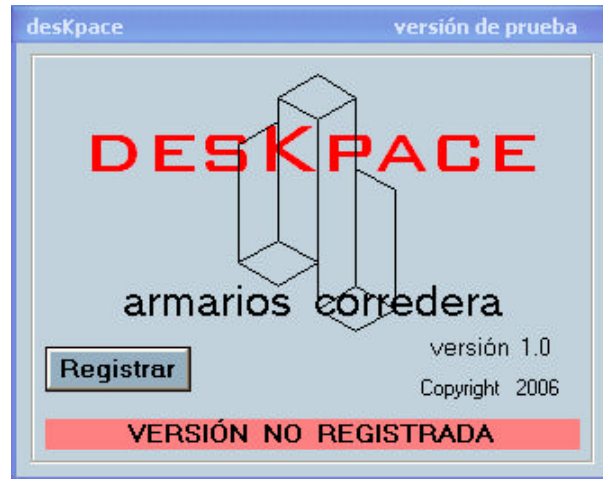 desKpace versión de prueba
DESKPACE
armarios corredera
versión 1.0
Registrar
Copyright 2006
VERSIÓN NO REGISTRADA